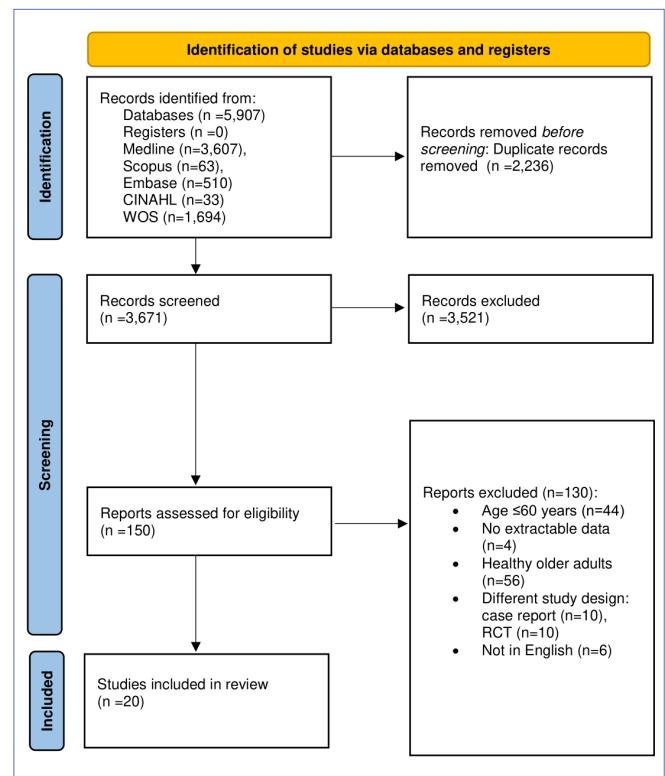 Identification of studies via databases and registers
Identification
Records identified from:
Databases (n =5,907)
Registers (n =0)
Medline (n=3,607),
Scopus (n=63),
Embase (n=510)
CINAHL (n=33)
WOS (n=1,694)
Records removed before
screening: Duplicate records
removed (n =2,236)
Screening
Records screened
(n =3,671)
Records excluded
(n =3,521)
Reports assessed for eligibility
(n =150)
Reports excluded (n=130):
• Age ≤60 years (n=44)
• No extractable data
(n=4)
• Healthy older adults
(n=56)
• Different study design:
case report (n=10),
RCT (n=10)
• Not in English (n=6)
Included
Studies included in review
(n =20)